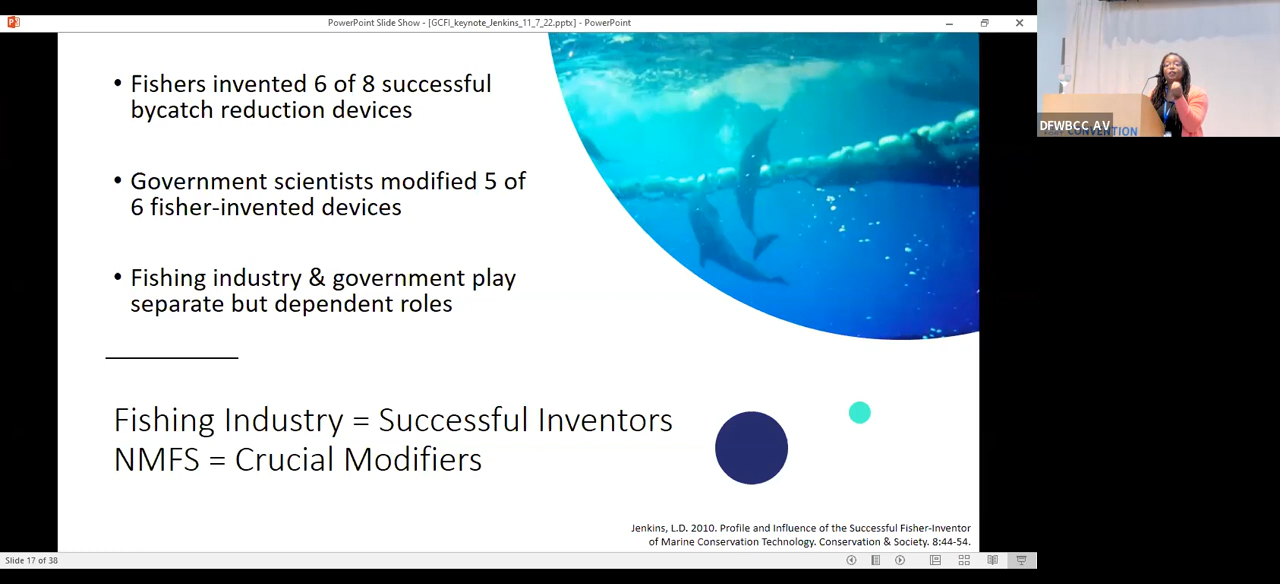 PowerPoint Slide Show - [GCFI_keynote_Jenkins_11_7_22.pptx] - PowerPoint
• Fishers invented 6 of 8 successful
bycatch reduction devices
• Government scientists modified 5 of
6 fisher-invented devices
• Fishing industry & government play
separate but dependent roles
Fishing Industry = Successful Inventors
NMFS = Crucial Modifiers
Jenkins, L.D. 2010. Profile and Influence of the Successful Fisher-Inventor
of Marine Conservation Technology. Conservation & Society. 8:44-54.
Slide 17 of 38
DFWBCC_AV
CONVENTION